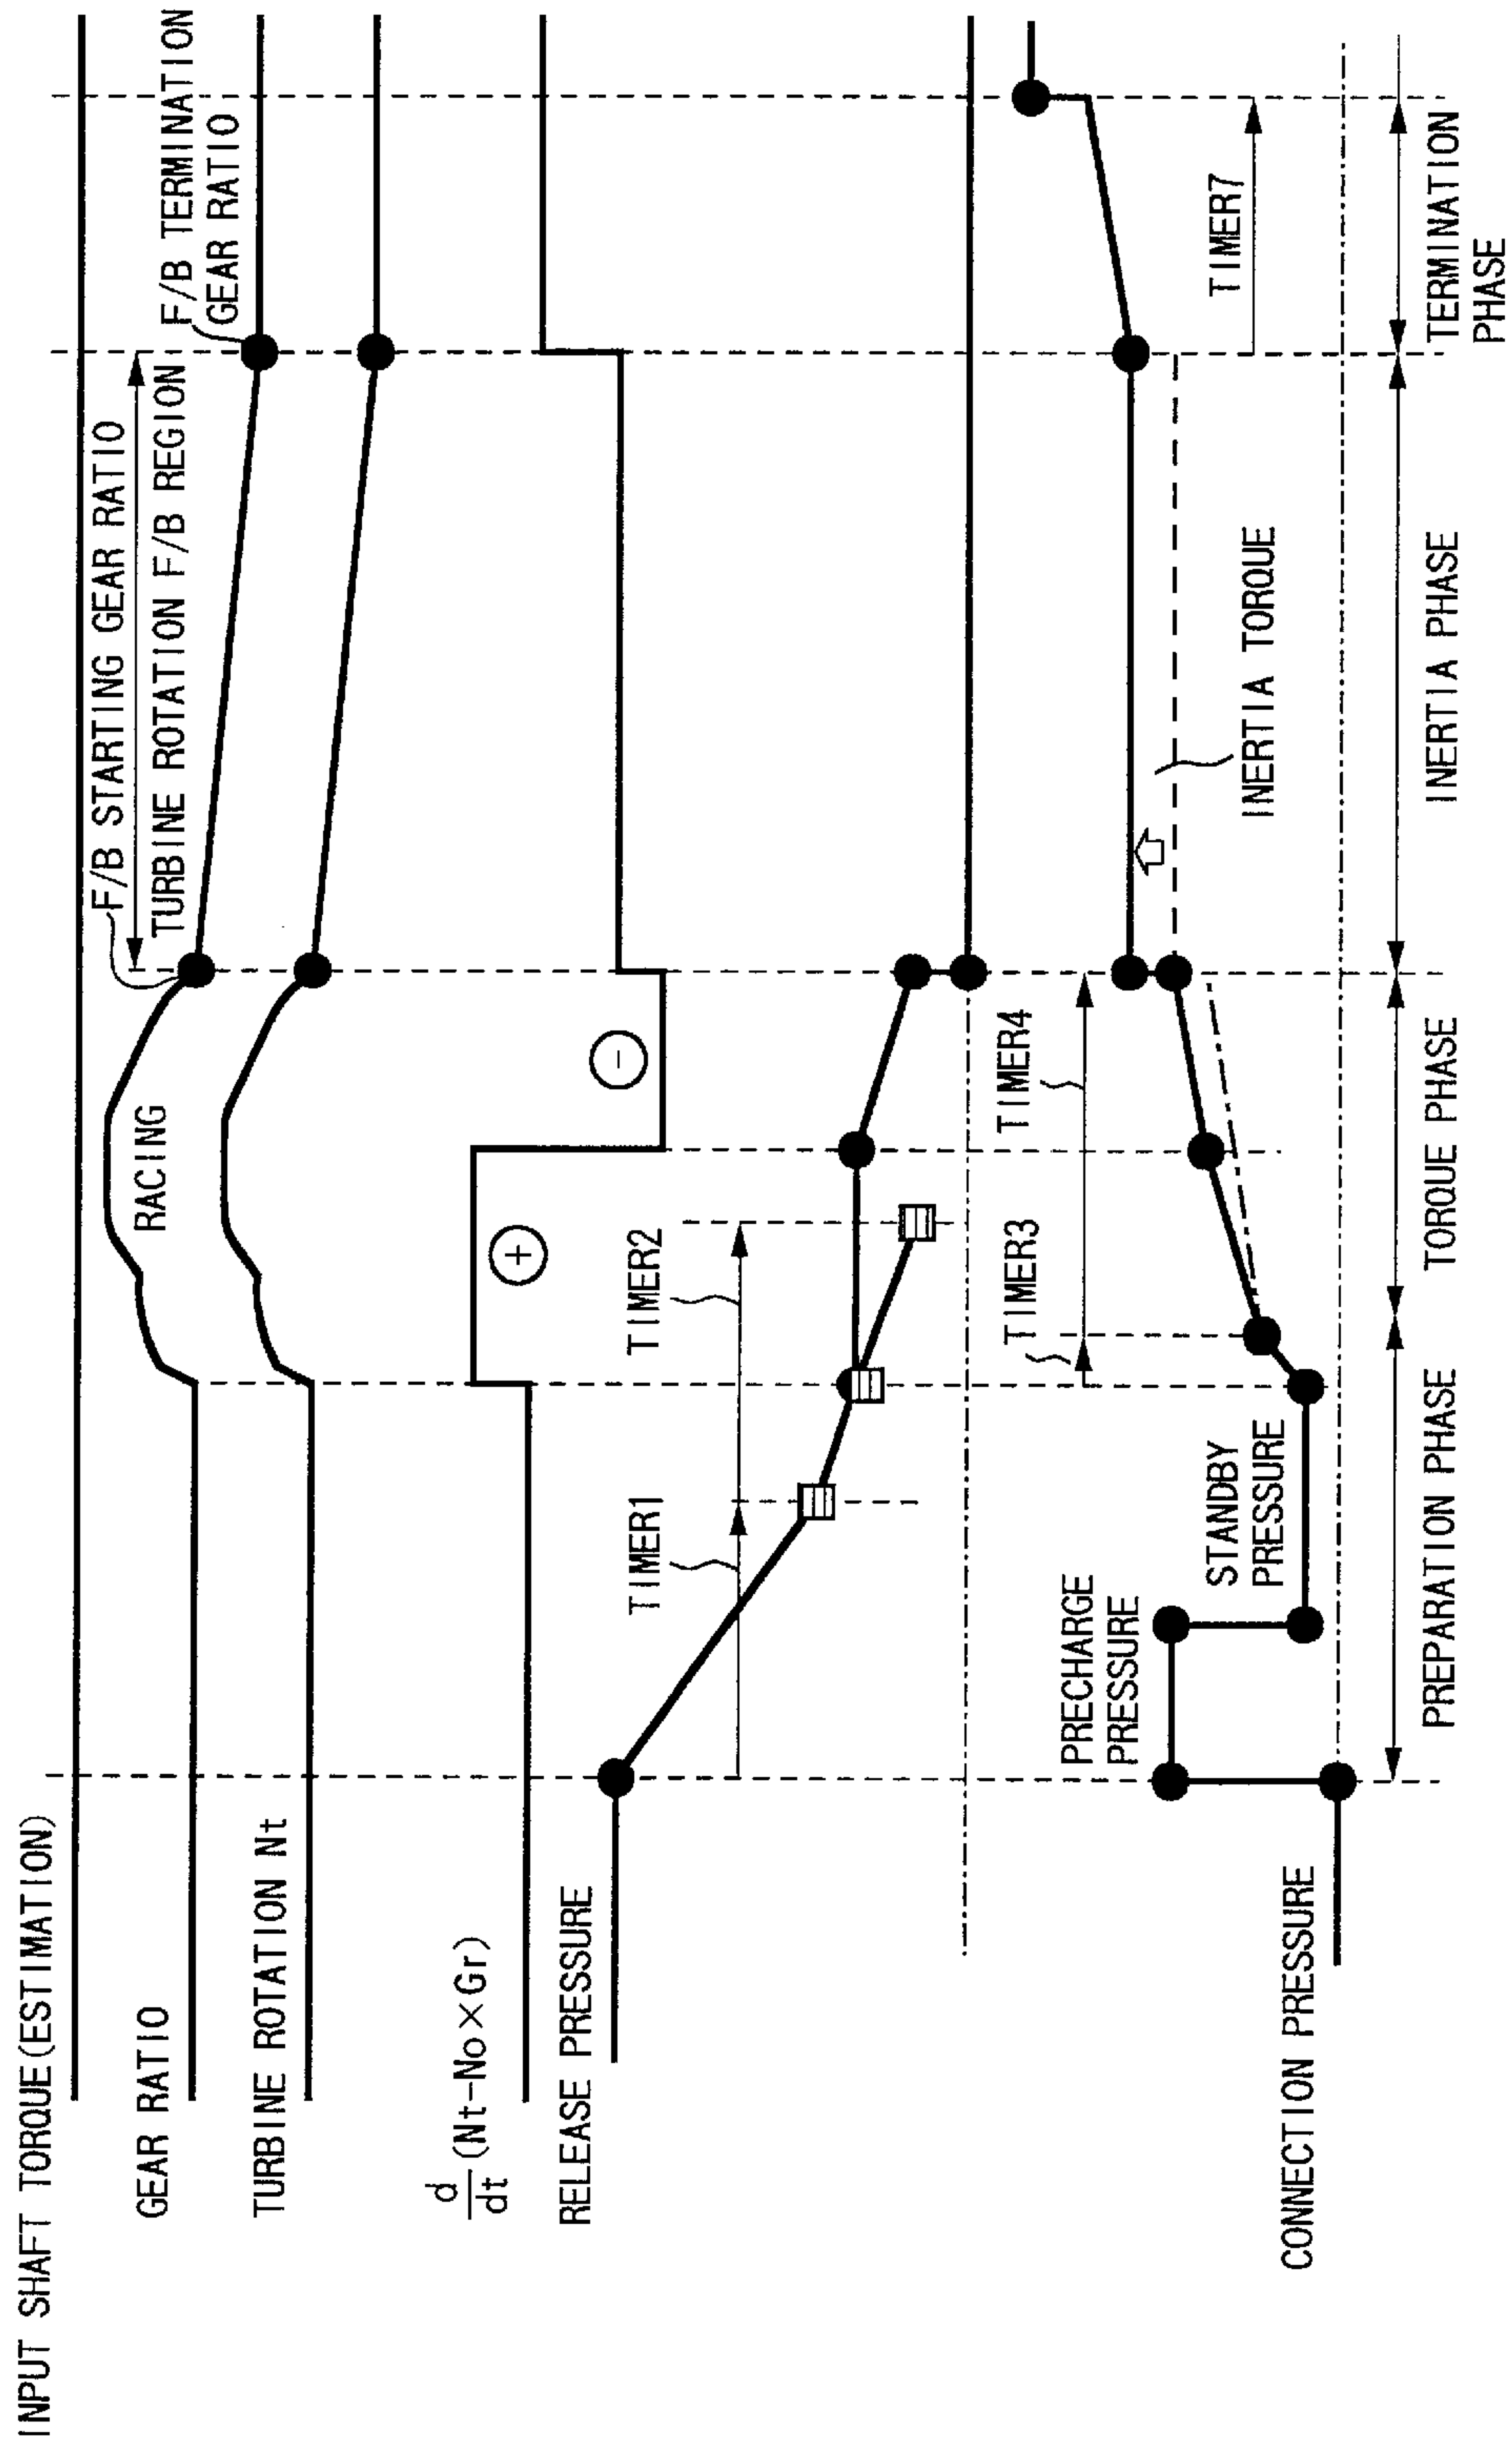 INPUT SHAFT TORQUE(ESTIMATION)
GEAR RATIO
TURBINE ROTATION Nt
d
dt
(Nt-No×Gr)
RELEASE PRESSURE
CONNECTION PRESSURE
F/B STARTING GEAR RATIO
TURBINE ROTATION F/B REGION
F/B TERMINATION
GEAR RATIO
RACING
+
-
TIMER1
TIMER2
TIMER3
TIMER4
TIMER7
PRECHARGE
PRESSURE
STANDBY
PRESSURE
INERTIA TORQUE
PREPARATION PHASE
TORQUE PHASE
INERTIA PHASE
TERMINATION
PHASE